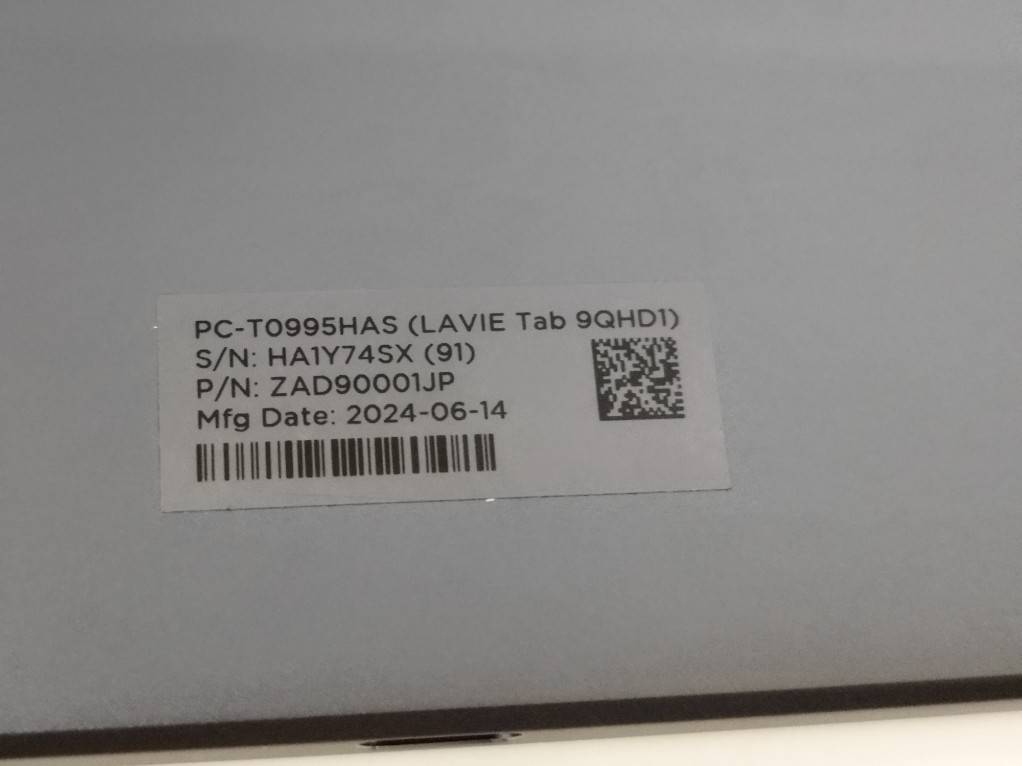 PC-T0995HAS (LAVIE Tab 9QHD1)
S/N: HA1Y74SX (91)
P/N: ZAD90001JP
Mfg Date: 2024-06-14